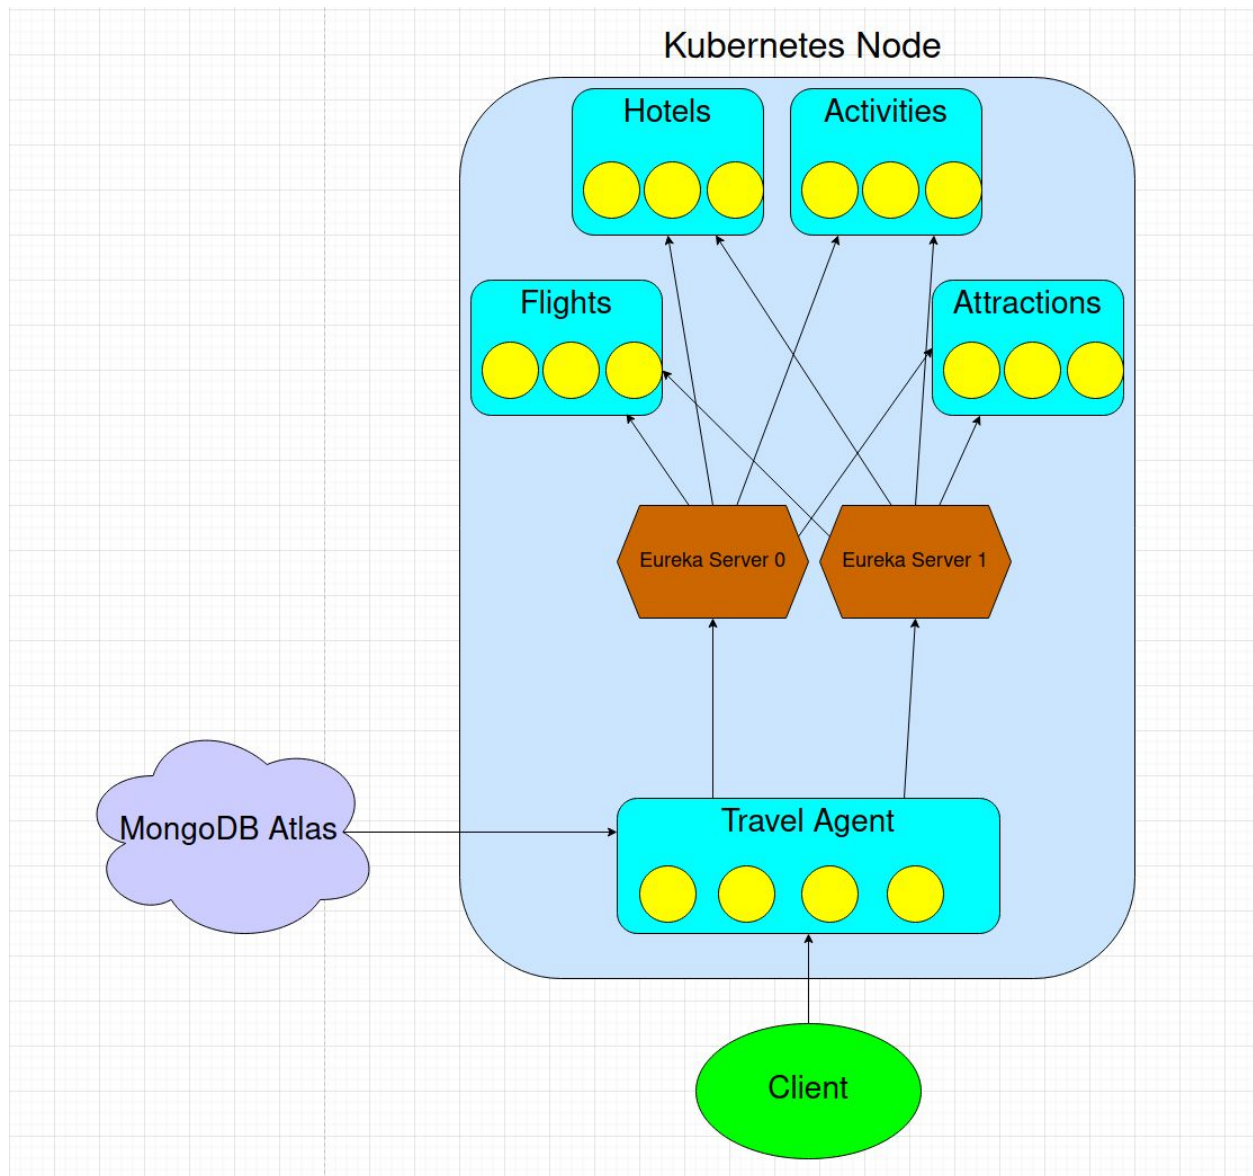 Kubernetes Node
Hotels
Activities
Flights
Attractions
Eureka Server 0
Eureka Server 1
Travel Agent
MongoDB Atlas
Client